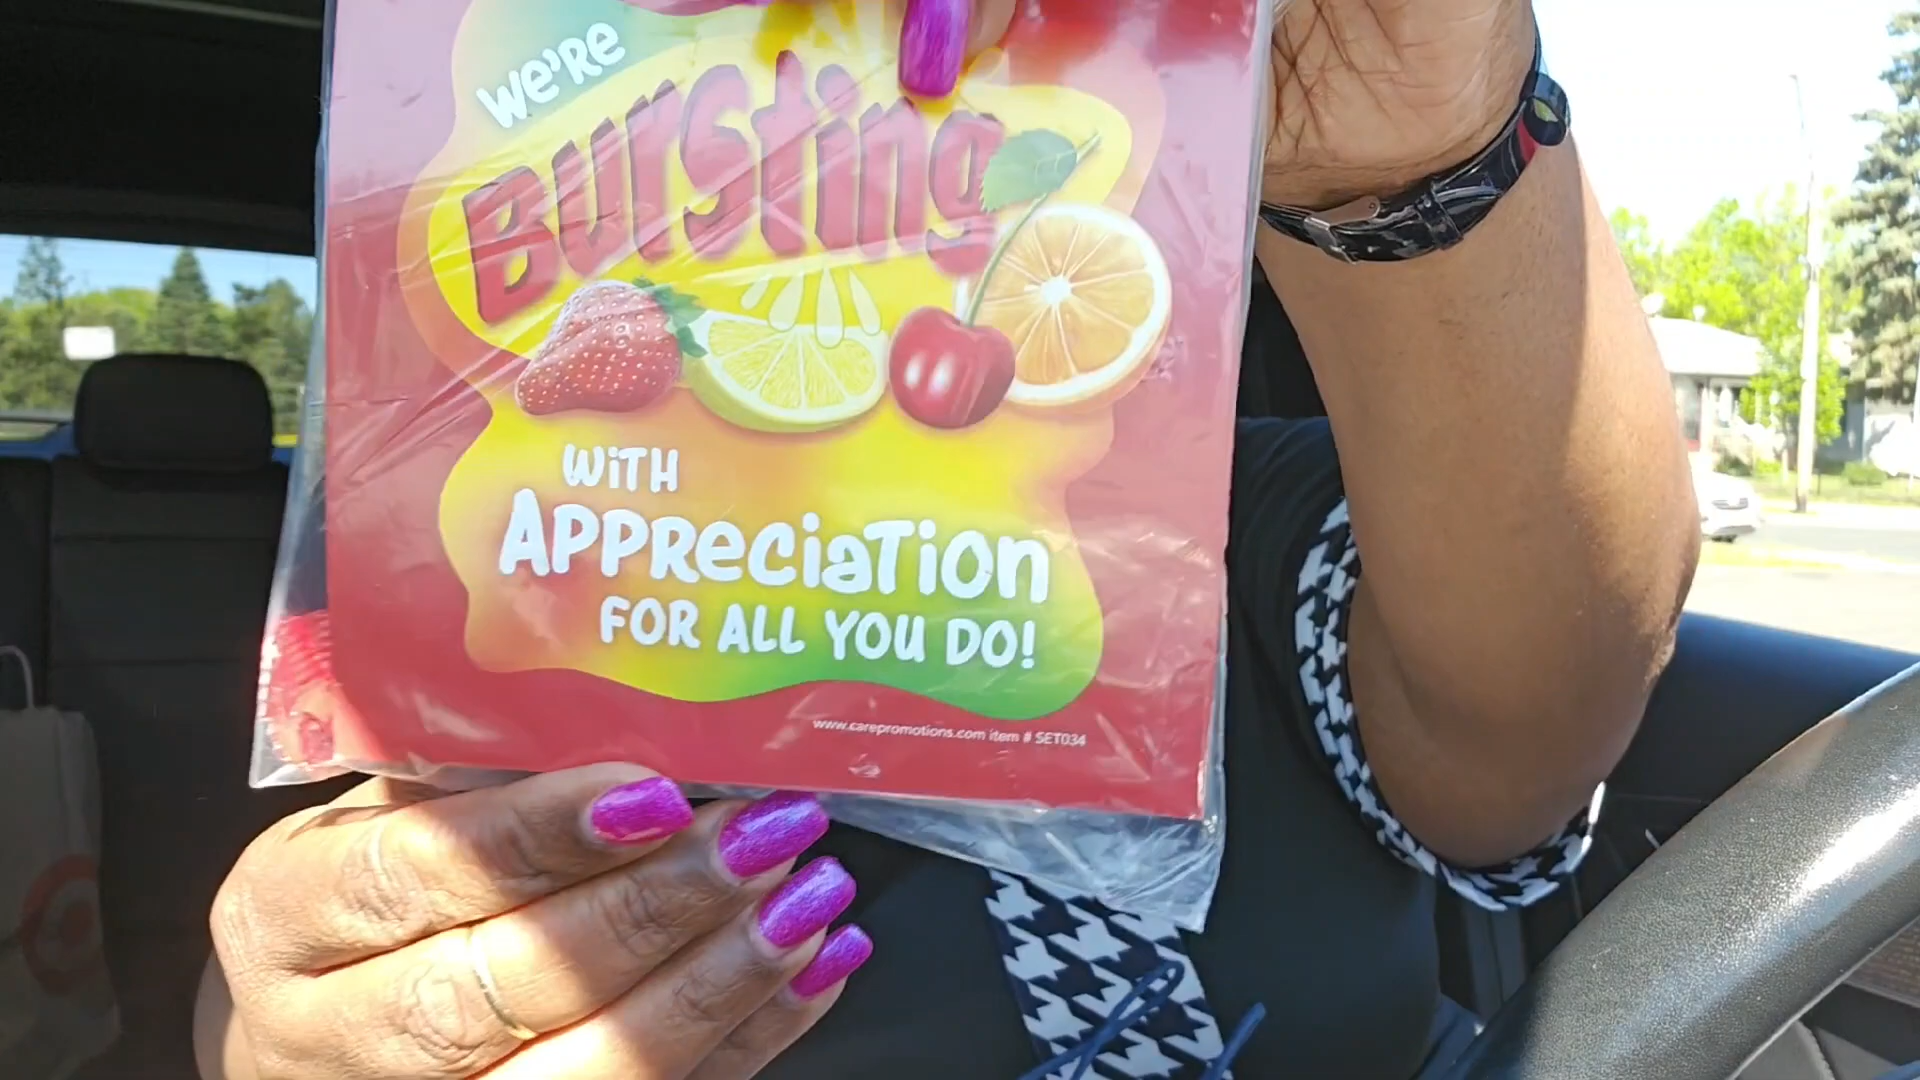 WE'RE
BURSTING
WITH
APPRECIATION
FOR ALL YOU DO!
www.carepromotions.com item # SET034